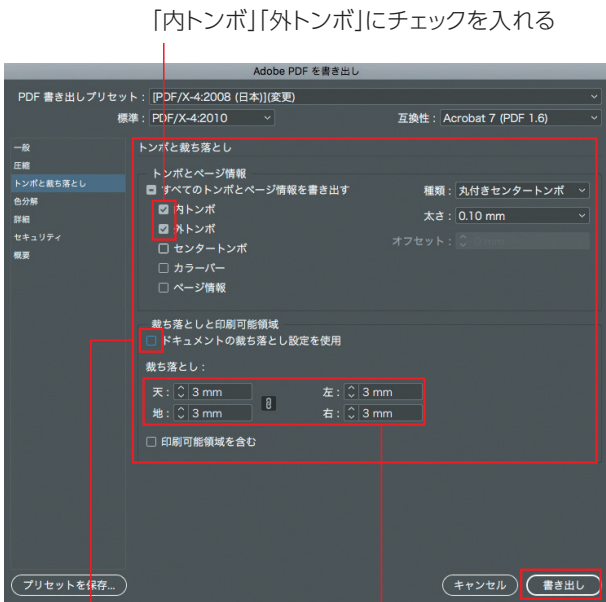 「内トンボ」「外トンボ」にチェックを入れる
Adobe PDF を書き出し
PDF 書き出しプリセット： [PDF/X-4:2008 (日本)](変更)
標準： PDF/X-4:2010
互換性： Acrobat 7 (PDF 1.6)
一般
圧縮
トンボと裁ち落とし
色分解
詳細
セキュリティ
概要
トンボと裁ち落とし
トンボとページ情報
すべてのトンボとページ情報を書き出す
内トンボ
外トンボ
センタートンボ
カラーバー
ページ情報
種類： 丸付きセンタートンボ
太さ： 0.10 mm
オフセット：
裁ち落としと印刷可能領域
ドキュメントの裁ち落とし設定を使用
裁ち落とし：
天： 3 mm 左： 3 mm
地： 3 mm 右： 3 mm
印刷可能領域を含む
プリセットを保存... キャンセル 書き出し